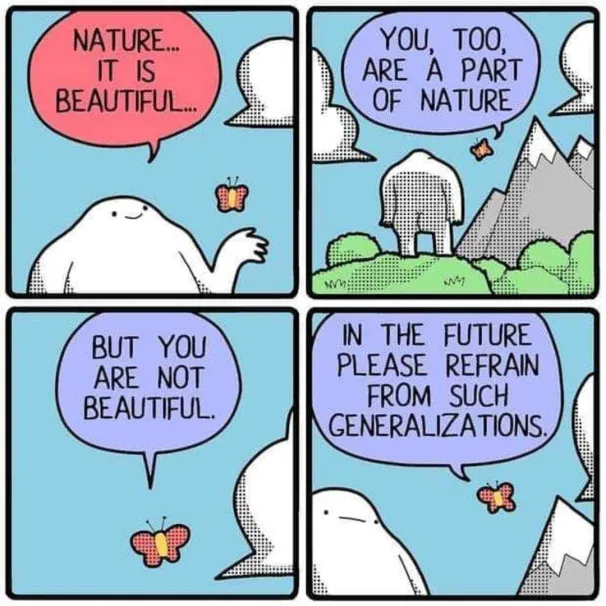 NATURE...
IT IS
BEAUTIFUL...
YOU, TOO,
ARE A PART
OF NATURE
BUT YOU
ARE NOT
BEAUTIFUL.
IN THE FUTURE
PLEASE REFRAIN
FROM SUCH
GENERALIZATIONS.